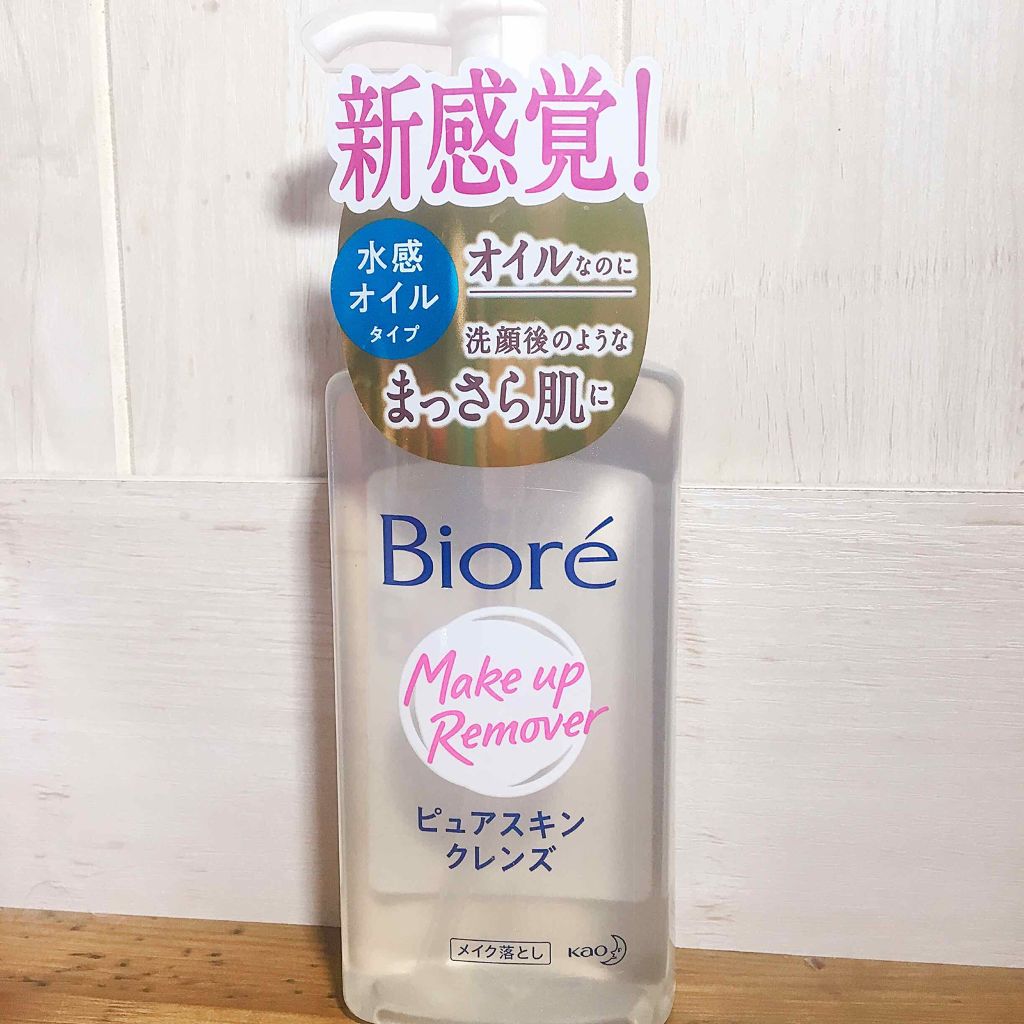 新感覚!
水感
オイル
タイプ
オイルなのに
洗顔後のような
まっさら肌に
Bioré
Make up
Remover
ピュアスキン
クレンズ
メイク落とし
Kao